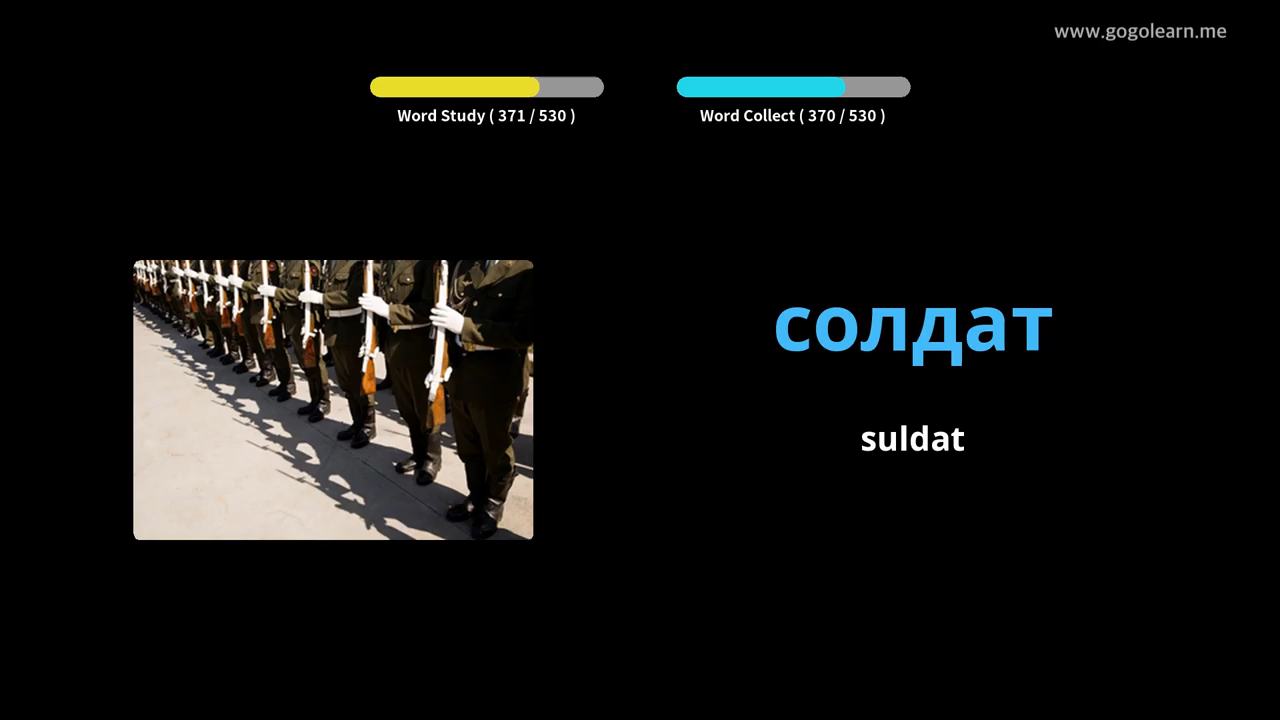 www.gogolearn.me
Word Study ( 371 / 530 )
Word Collect ( 370 / 530 )
солдат
suldat